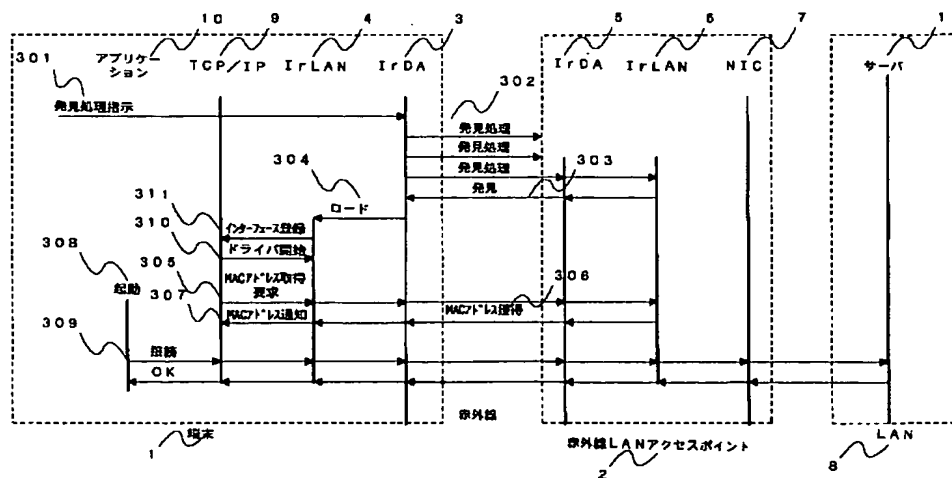 10 9 4 3 5 6 7 1
301
アプリケーション
TCP/IP
IrLAN
IrDA
IrDA
IrLAN
NIC
サーバ
発見処理指示
302
発見処理
発見処理
発見処理
304
303
発見
ロード
311
インターフェース登録
310
ドライバ開始
308
305
起動
MACアドレス取得
要求
306
307
MACアドレス通知
MACアドレス獲得
309
接続
OK
赤外線
端末
1
赤外線LANアクセスポイント
2
LAN
8